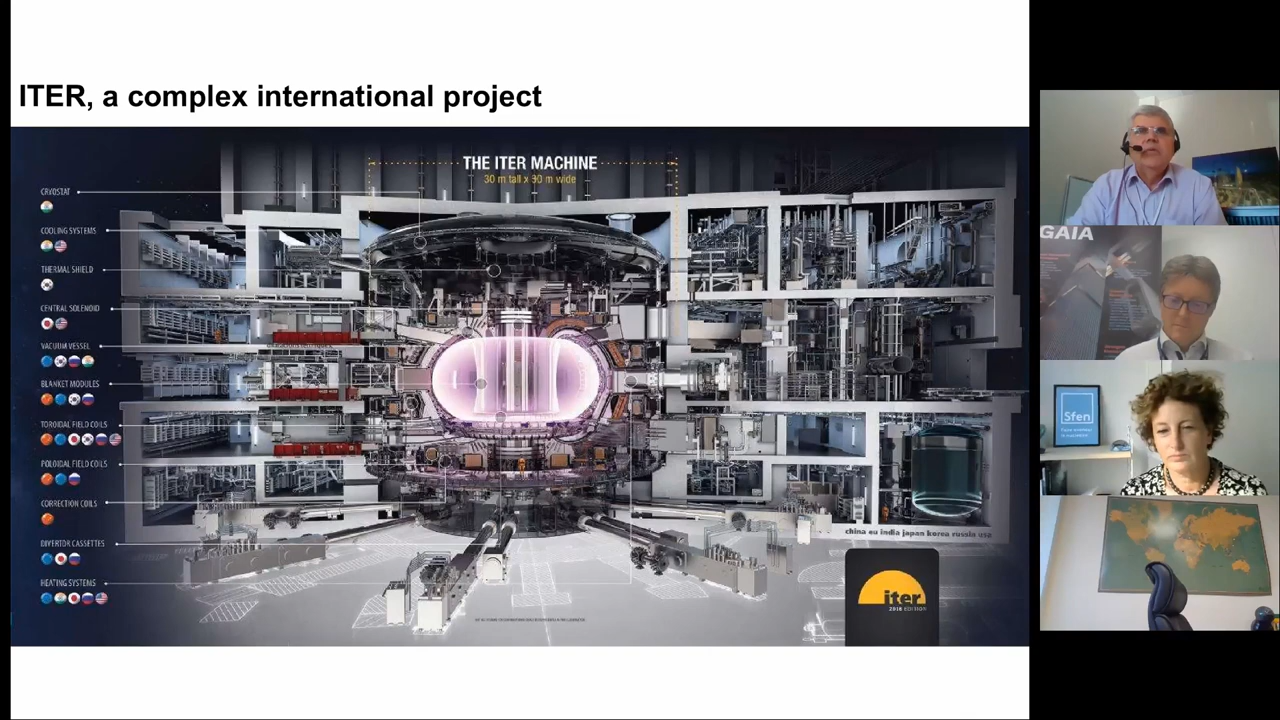 ITER, a complex international project
THE ITER MACHINE
30 m tall x 30 m wide
CRYOSTAT
COOLING SYSTEMS
THERMAL SHIELD
CENTRAL SOLENOID
VACUUM VESSEL
BLANKET MODULES
TOROIDAL FIELD COILS
POLOIDAL FIELD COILS
CORRECTION COILS
DIVERTOR CASSETTES
HEATING SYSTEMS
china eu india japan korea russia usa
iter
2018 EDITION
GAIA
Sfen